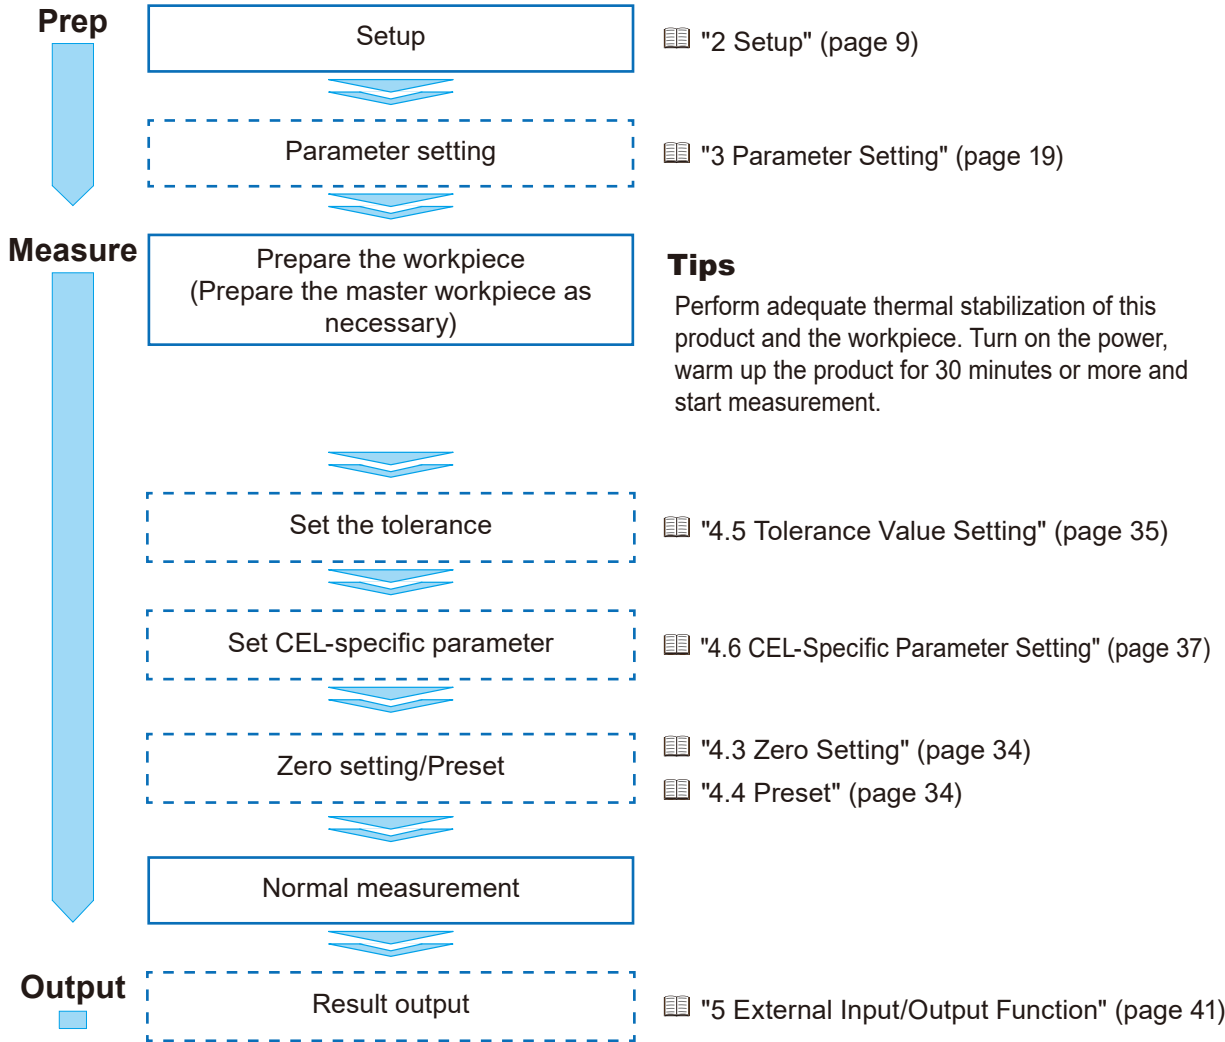 Prep
Setup
"2 Setup" (page 9)
Parameter setting
"3 Parameter Setting" (page 19)
Measure
Prepare the workpiece
(Prepare the master workpiece as
necessary)
Tips
Perform adequate thermal stabilization of this
product and the workpiece. Turn on the power,
warm up the product for 30 minutes or more and
start measurement.
Set the tolerance
"4.5 Tolerance Value Setting" (page 35)
Set CEL-specific parameter
"4.6 CEL-Specific Parameter Setting" (page 37)
Zero setting/Preset
"4.3 Zero Setting" (page 34)
"4.4 Preset" (page 34)
Normal measurement
Output
Result output
"5 External Input/Output Function" (page 41)